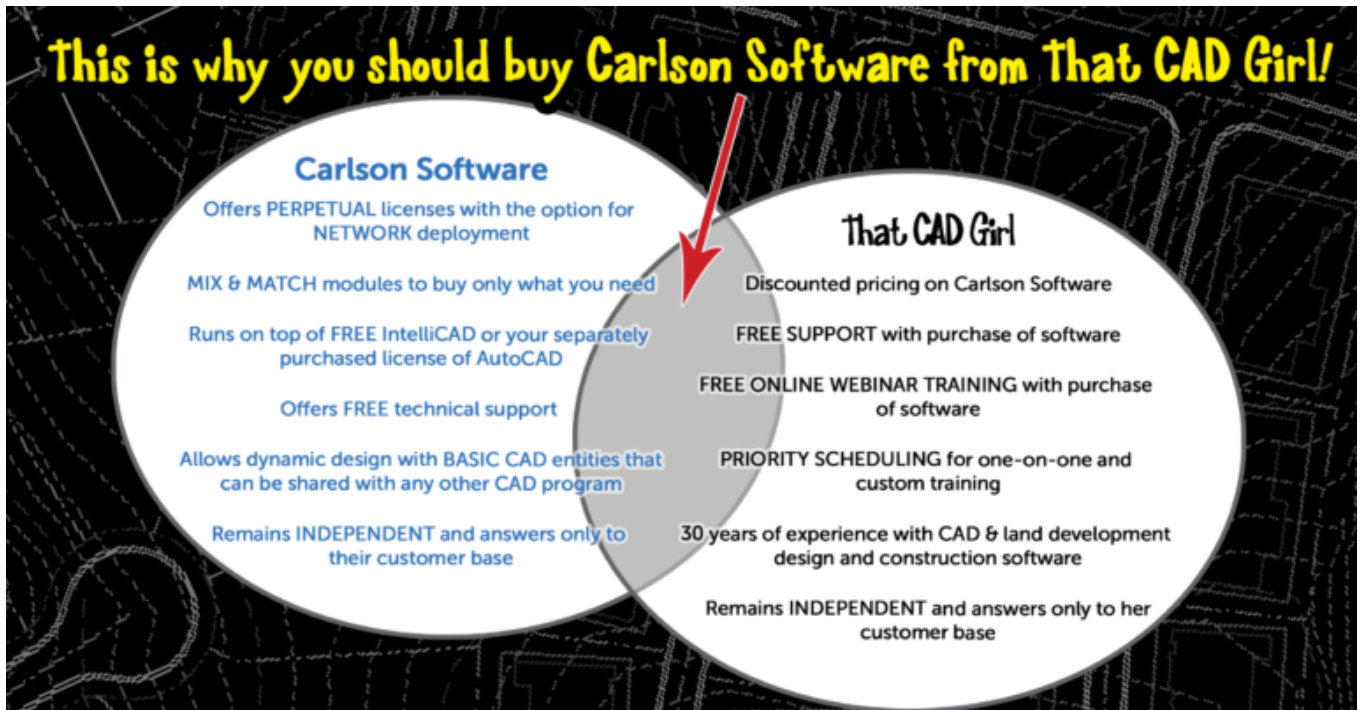 This is why you should buy Carlson Software from That CAD Girl!
Carlson Software
Offers PERPETUAL licenses with the option for
NETWORK deployment
MIX & MATCH modules to buy only what you need
Runs on top of FREE IntelliCAD or your separately
purchased license of AutoCAD
Offers FREE technical support
Allows dynamic design with BASIC CAD entities that
can be shared with any other CAD program
Remains INDEPENDENT and answers only to
their customer base
That CAD Girl
Discounted pricing on Carlson Software
FREE SUPPORT with purchase of software
FREE ONLINE WEBINAR TRAINING with purchase
of software
PRIORITY SCHEDULING for one-on-one and
custom training
30 years of experience with CAD & land development
design and construction software
Remains INDEPENDENT and answers only to her
customer base